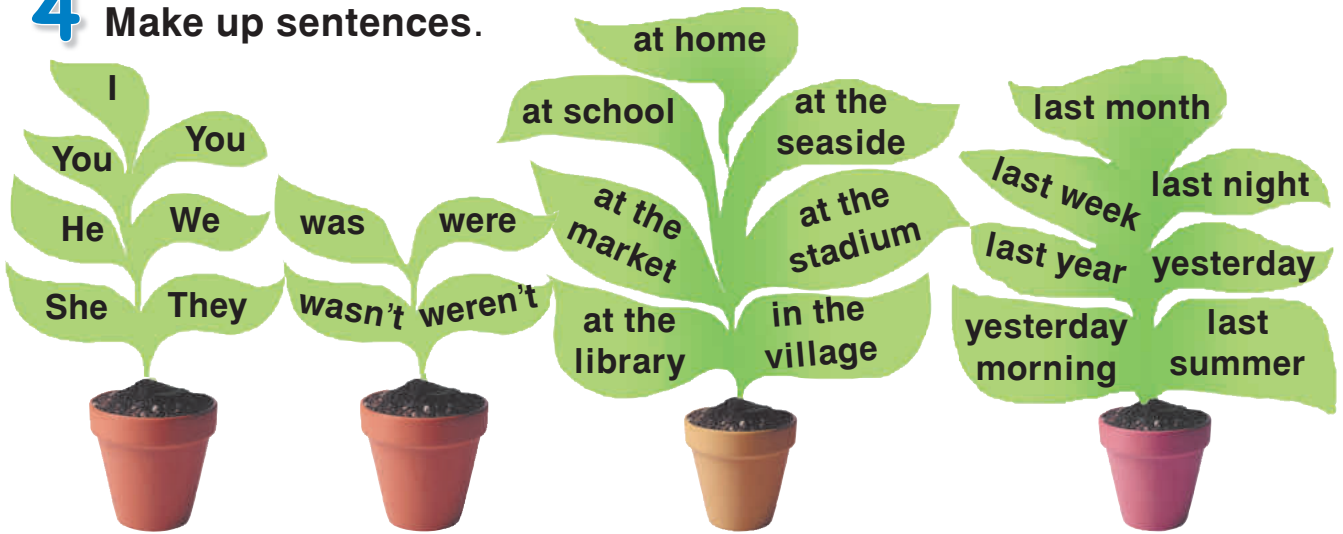 4 Make up sentences.
I
You
You
He
We
She
They
was
were
wasn't
weren't
at home
at school
at the
seaside
at the
market
at the
stadium
at the
library
in the
village
last month
last week
last night
last year
yesterday
yesterday
morning
last
summer